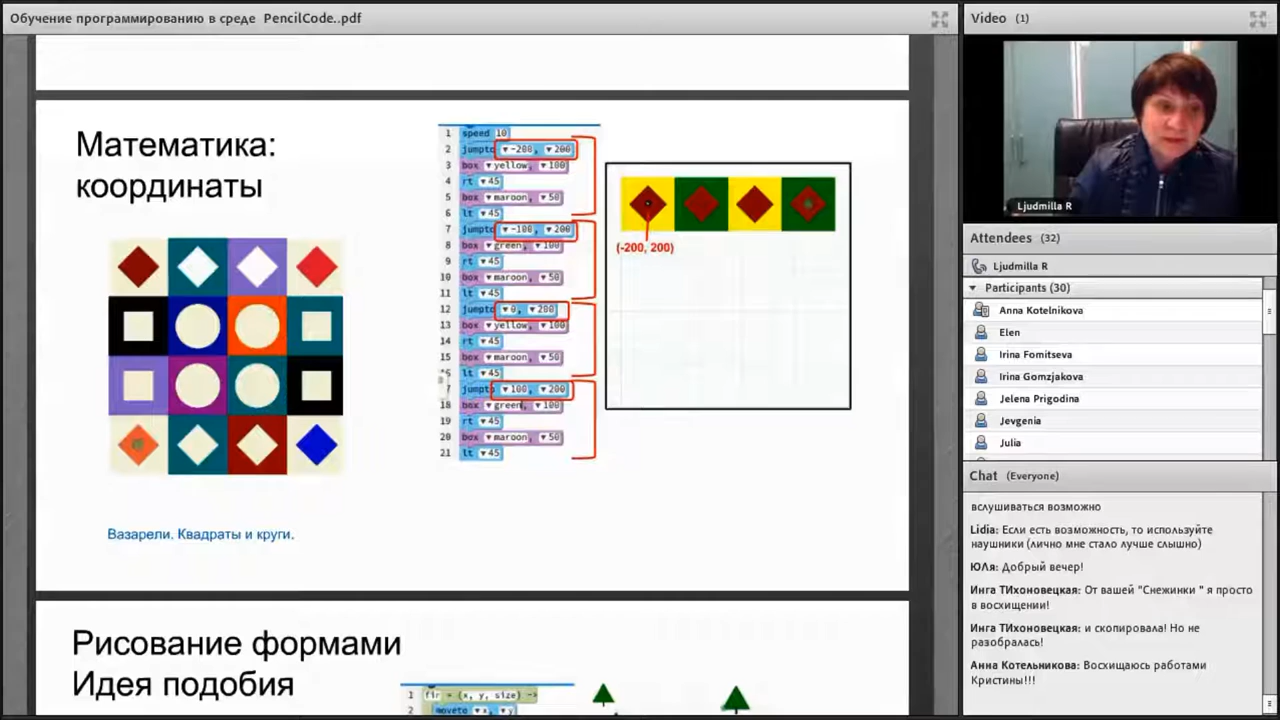 Обучение программированию в среде PencilCode..pdf
Математика:
координаты
Вазарели. Квадраты и круги.
1 speed 10
2 jumpto -200, 200
3 box yellow, 100
4 rt 45
5 box maroon, 50
6 lt 45
7 jumpto -100, 200
8 box green, 100
9 rt 45
10 box maroon, 50
11 lt 45
12 jumpto 0, 200
13 box yellow, 100
14 rt 45
15 box maroon, 50
lt 45
jumpto 100, 200
18 box green, 100
19 rt 45
20 box maroon, 50
21 lt 45
(-200, 200)
Рисование формами
Идея подобия
1 fir = (x, y, size) ->
2 moveto x, y
Video (1)
Ljudmilla R
Attendees (32)
Ljudmilla R
Participants (30)
Anna Kotelnikova
Elen
Irina Fomitseva
Irina Gomzjakova
Jelena Prigodina
Jevgenia
Julia
Chat (Everyone)
вслушиваться возможно
Lidia: Если есть возможность, то используйте
наушники (лично мне стало лучше слышно)
ЮЛя: Добрый вечер!
Инга ТИхоновецкая: От вашей "Снежинки " я просто
в восхищении!
Инга ТИхоновецкая: и скопировала! Но не
разобралась!
Анна Котельникова: Восхищаюсь работами
Кристины!!!